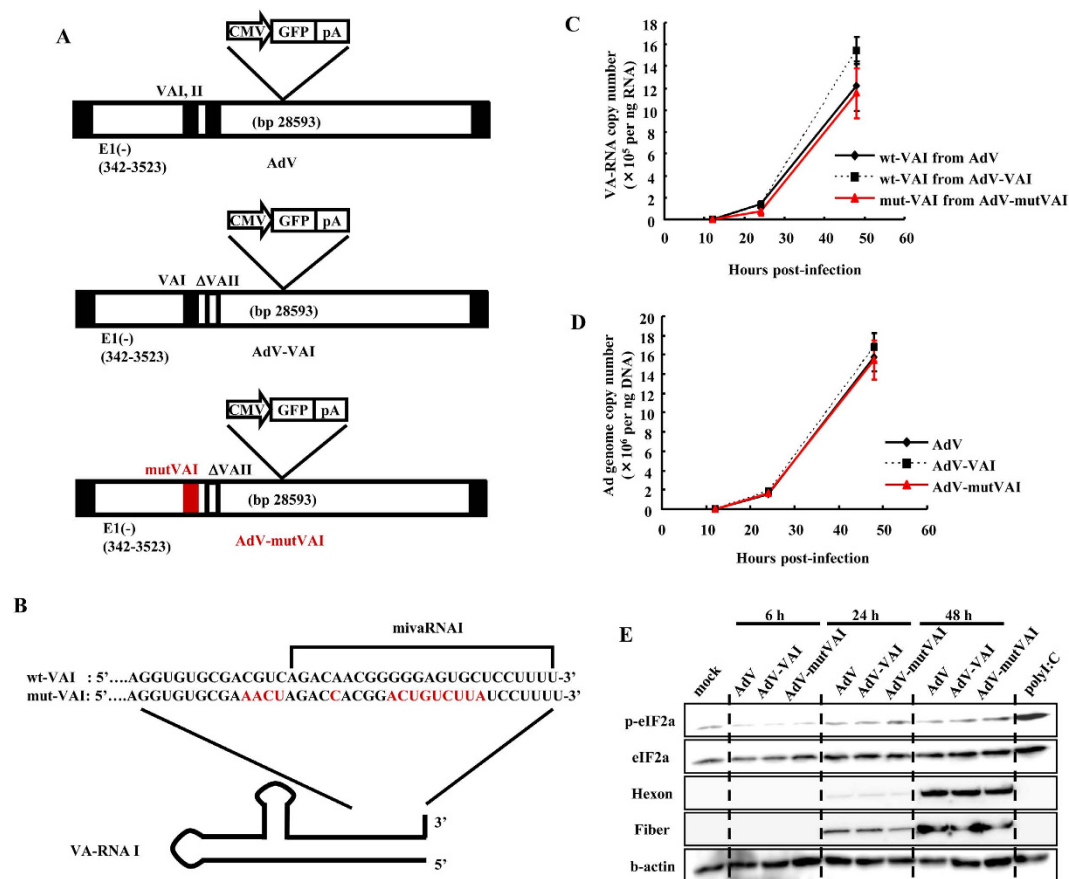 A
CMV GFP pA
VAI, II
(bp 28593)
E1(-)
(342-3523)
AdV
CMV GFP pA
VAI ΔVAII
(bp 28593)
E1(-)
(342-3523)
AdV-VAI
CMV GFP pA
mutVAI ΔVAII
(bp 28593)
E1(-)
(342-3523)
AdV-mutVAI
B
mivaRNAI
wt-VAI : 5’....AGGUGUGCGACGUCAGACAACGGGGGAGUGCUCCUUUU-3’
mut-VAI: 5’....AGGUGUGCGAAACUAGACCACGGACUGUCUUAUCCUUUU-3’
3’
5’
VA-RNA I
C
VA-RNA copy number
(×10⁵ per ng RNA)
16
14
12
10
8
6
4
2
0
0 10 20 30 40 50 60
Hours post-infection
wt-VAI from AdV
wt-VAI from AdV-VAI
mut-VAI from AdV-mutVAI
D
Ad genome copy number
(×10⁶ per ng DNA)
20
18
16
14
12
10
8
6
4
2
0
0 10 20 30 40 50 60
Hours post-infection
AdV
AdV-VAI
AdV-mutVAI
E
6 h 24 h 48 h
mock AdV AdV-VAI AdV-mutVAI AdV AdV-VAI AdV-mutVAI AdV AdV-VAI AdV-mutVAI polyI:C
p-eIF2a
eIF2a
Hexon
Fiber
b-actin